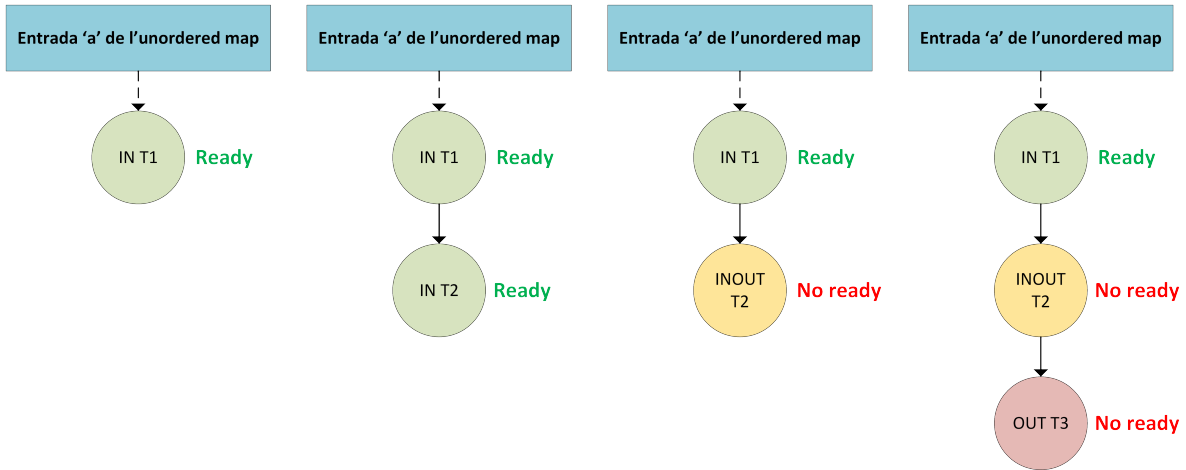 Entrada ‘a’ de l’unordered map
Entrada ‘a’ de l’unordered map
Entrada ‘a’ de l’unordered map
Entrada ‘a’ de l’unordered map
IN T1
Ready
IN T1
Ready
IN T1
Ready
IN T1
Ready
IN T2
Ready
INOUT
T2
No ready
INOUT
T2
No ready
OUT T3
No ready